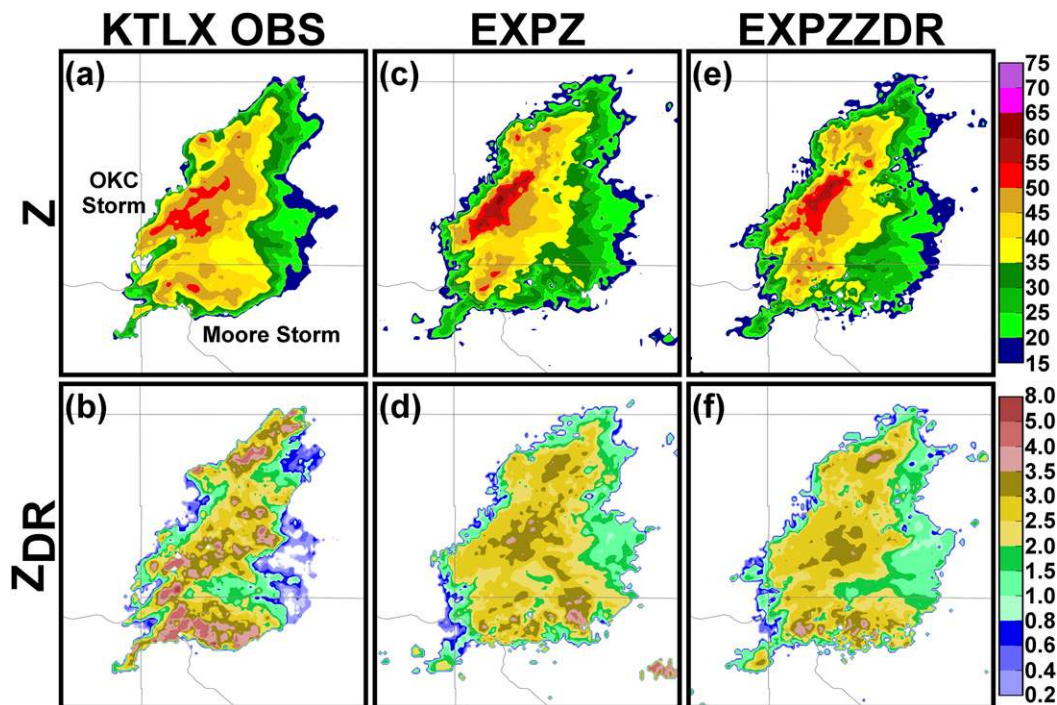 KTLX OBS
EXPZ
EXPZZDR
Z
(a)
OKC
Storm
Moore Storm
(c)
(e)
75
70
65
60
55
50
45
40
35
30
25
20
15
ZDR
(b)
(d)
(f)
8.0
5.0
4.0
3.5
3.0
2.5
2.0
1.5
1.0
0.8
0.6
0.4
0.2